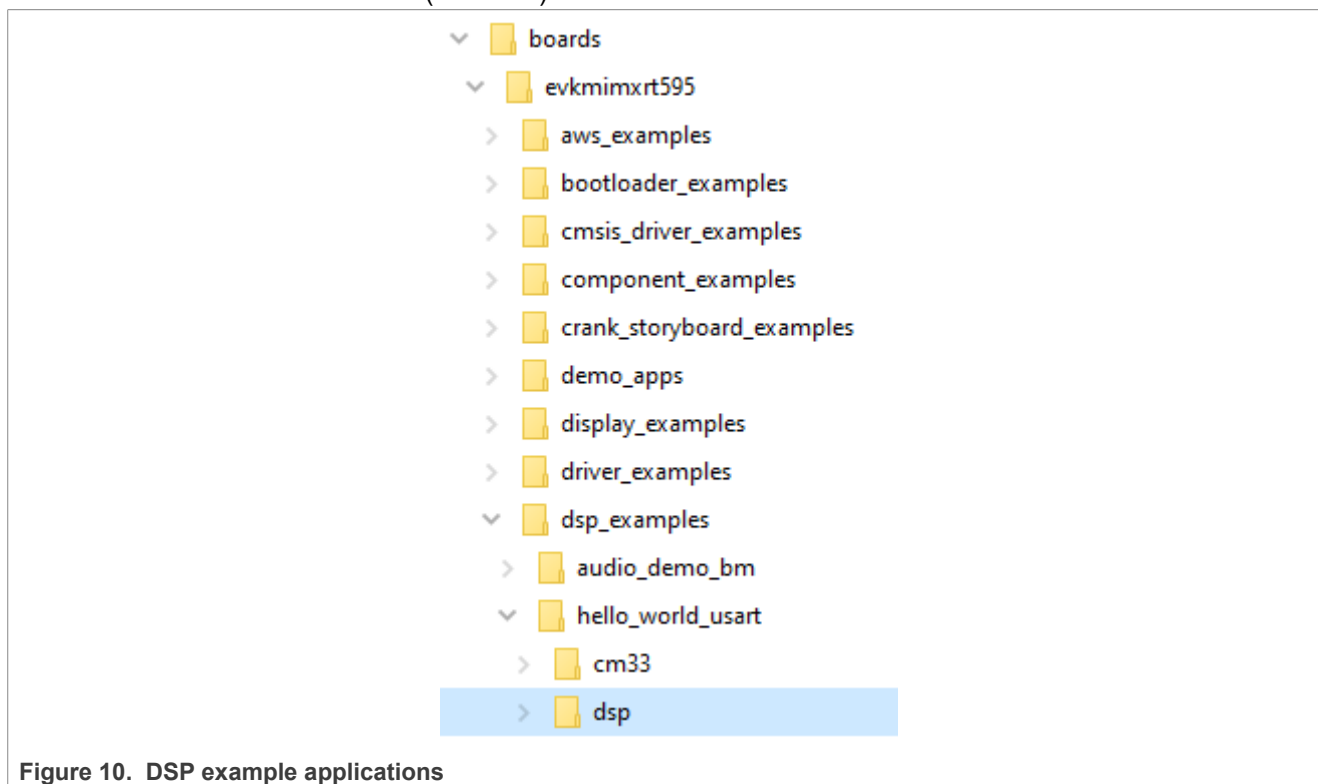 boards
evkmimxrt595
aws_examples
bootloader_examples
cmsis_driver_examples
component_examples
crank_storyboard_examples
demo_apps
display_examples
driver_examples
dsp_examples
audio_demo_bm
hello_world_usart
cm33
dsp
Figure 10. DSP example applications